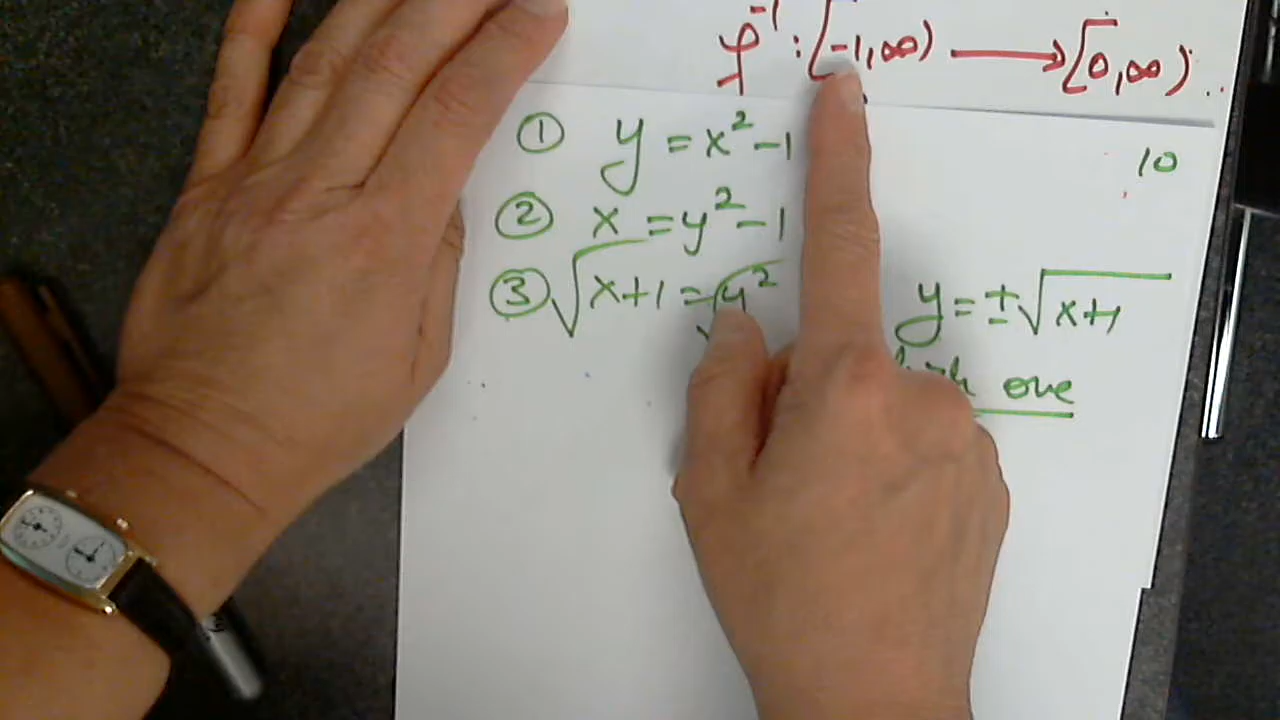 f⁻¹ : [-1,∞) ⟶ [0,∞)..
① y = x² - 1
10
② x = y² - 1
③ √x+1 = √y² y = ±√x+1
one